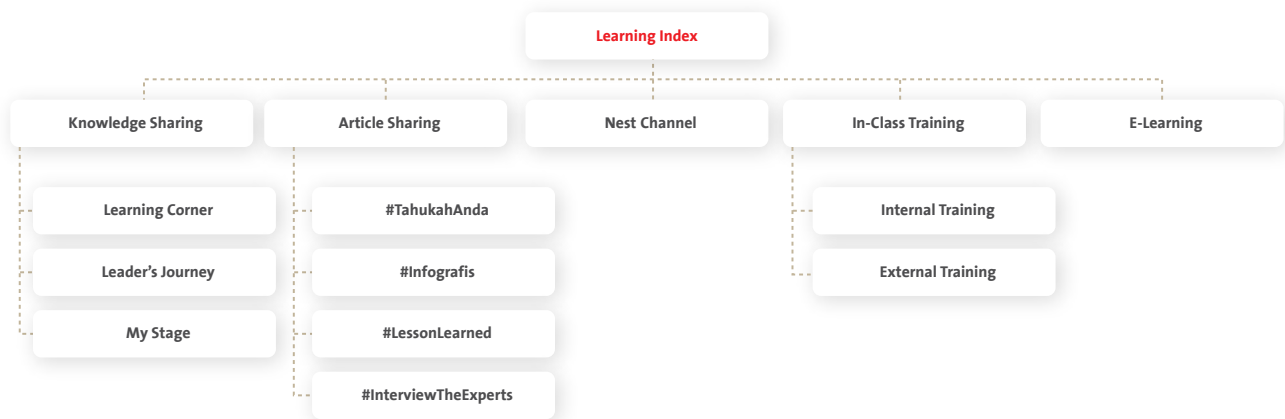 Learning Index
Knowledge Sharing
Article Sharing
Nest Channel
In-Class Training
E-Learning
Learning Corner
#TahukahAnda
Internal Training
Leader’s Journey
#Infografis
External Training
My Stage
#LessonLearned
#InterviewTheExperts